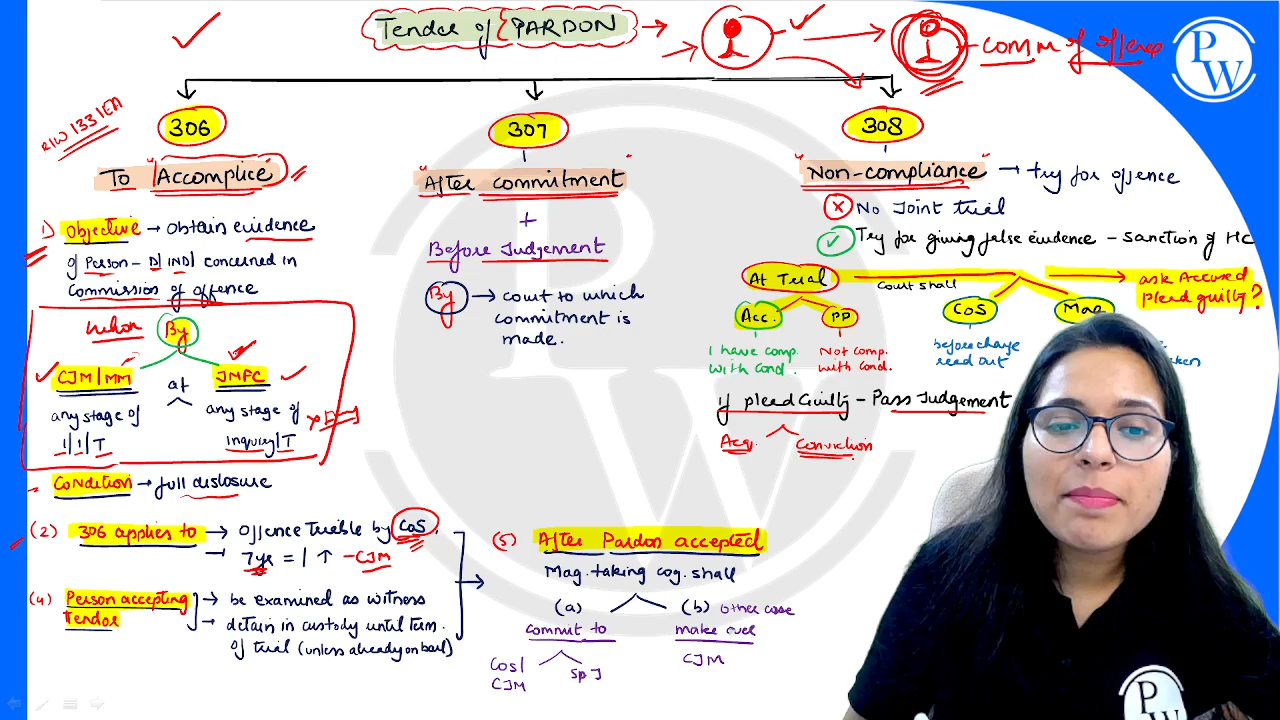 Tender of PARDON
comm of offence
PW
306
307
308
R/W 133 IEA
To "Accomplice"
"After commitment"
"Non-compliance" → try for offence
1) Objective → obtain evidence
of Person - D| IND| concerned in
Commission of offence
+
Before Judgement
By → court to which
commitment is
made.
No Joint trial
Try for giving false evidence - Sanction of HC
By
CJM/MM
at
JMFC
any stage of
I|I|T
any stage of
inquiry|T
At Trial
court shall
ask Accused
plead guilty?
Acc.
PP
COS
Mag
I have comp.
with cond.
Not comp.
with cond.
before charge
read out
if plead Guilty - Pass Judgement
Acq.
Conviction
Condition → full disclosure
(2) 306 applies to → offence triable by COS
7yr = | ↑ - CJM
(4) Person accepting
Tendor
→ be examined as witness
→ detain in custody until term.
of trial (unless already on bail)
(5) After Pardon accepted
Mag. taking cog. shall
(a)
commit to
COS|
CJM
Sp J
(b) other case
make over
CJM
PW